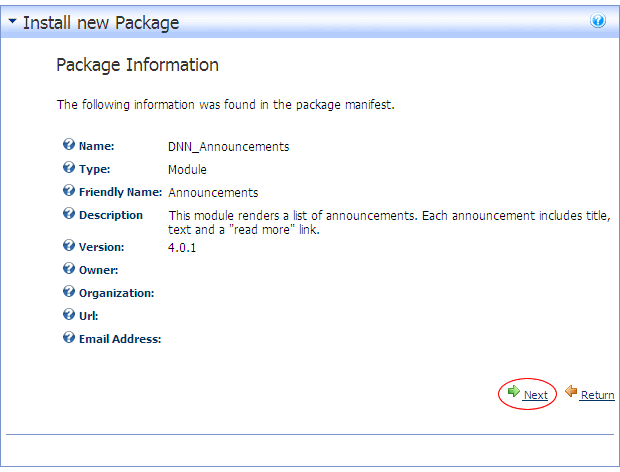 Install new Package
Package Information
The following information was found in the package manifest.
Name: DNN_Announcements
Type: Module
Friendly Name: Announcements
Description This module renders a list of announcements. Each announcement includes title,
text and a "read more" link.
Version: 4.0.1
Owner:
Organization:
Url:
Email Address:
Next Return